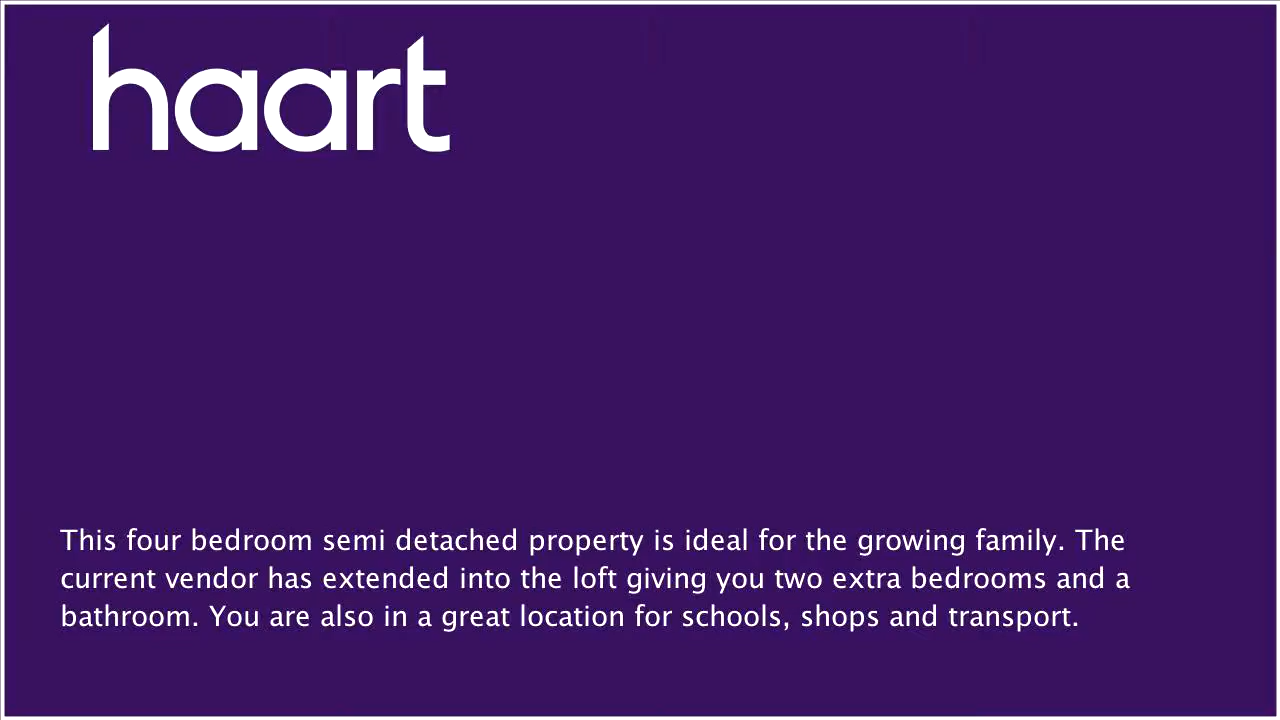 haart
This four bedroom semi detached property is ideal for the growing family. The
current vendor has extended into the loft giving you two extra bedrooms and a
bathroom. You are also in a great location for schools, shops and transport.